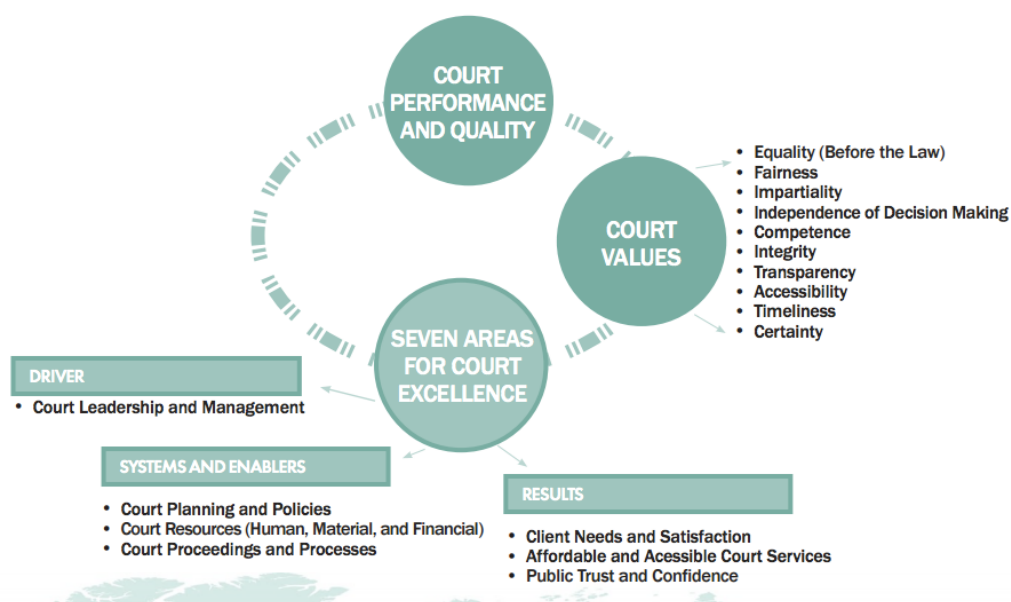 COURT
PERFORMANCE
AND QUALITY
COURT
VALUES
• Equality (Before the Law)
• Fairness
• Impartiality
• Independence of Decision Making
• Competence
• Integrity
• Transparency
• Accessibility
• Timeliness
• Certainty
SEVEN AREAS
FOR COURT
EXCELLENCE
DRIVER
• Court Leadership and Management
SYSTEMS AND ENABLERS
• Court Planning and Policies
• Court Resources (Human, Material, and Financial)
• Court Proceedings and Processes
RESULTS
• Client Needs and Satisfaction
• Affordable and Acessible Court Services
• Public Trust and Confidence